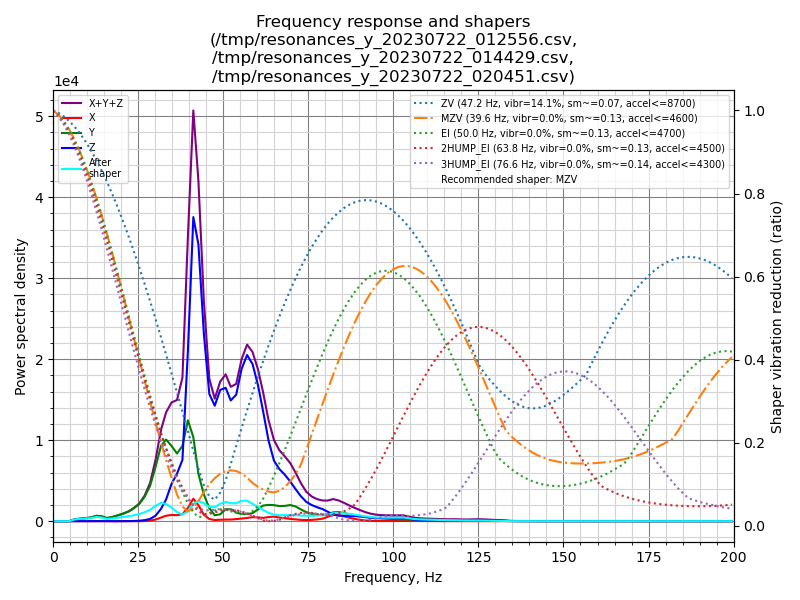 Frequency response and shapers
(/tmp/resonances_y_20230722_012556.csv,
/tmp/resonances_y_20230722_014429.csv,
/tmp/resonances_y_20230722_020451.csv)
1e4
X+Y+Z
X
Y
Z
After
shaper
ZV (47.2 Hz, vibr=14.1%, sm~=0.07, accel<=8700)
MZV (39.6 Hz, vibr=0.0%, sm~=0.13, accel<=4600)
EI (50.0 Hz, vibr=0.0%, sm~=0.13, accel<=4700)
2HUMP_EI (63.8 Hz, vibr=0.0%, sm~=0.13, accel<=4500)
3HUMP_EI (76.6 Hz, vibr=0.0%, sm~=0.14, accel<=4300)
Recommended shaper: MZV
Power spectral density
5
4
3
2
1
0
1.0
0.8
0.6
0.4
0.2
0.0
Shaper vibration reduction (ratio)
0 25 50 75 100 125 150 175 200
Frequency, Hz